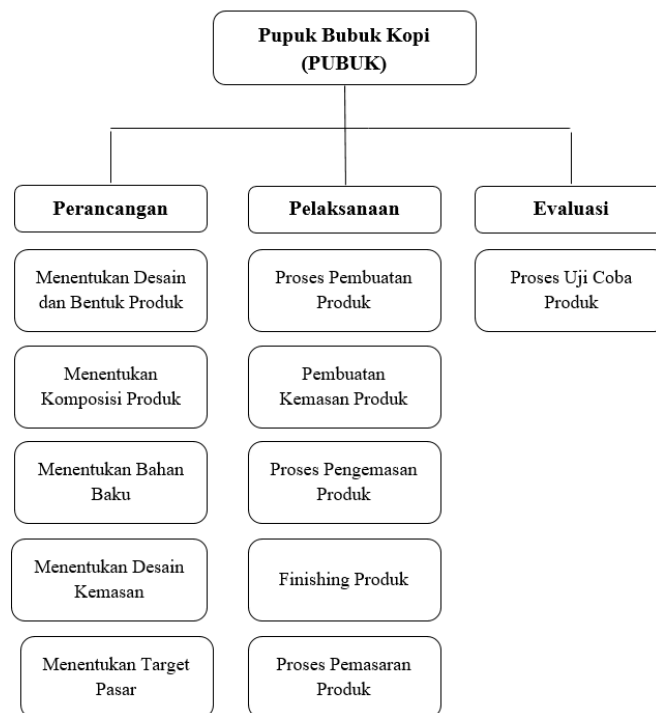 Pupuk Bubuk Kopi
(PUBUK)
Perancangan
Pelaksanaan
Evaluasi
Menentukan Desain
dan Bentuk Produk
Proses Pembuatan
Produk
Proses Uji Coba
Produk
Menentukan
Komposisi Produk
Pembuatan
Kemasan Produk
Menentukan Bahan
Baku
Proses Pengemasan
Produk
Menentukan Desain
Kemasan
Finishing Produk
Menentukan Target
Pasar
Proses Pemasaran
Produk